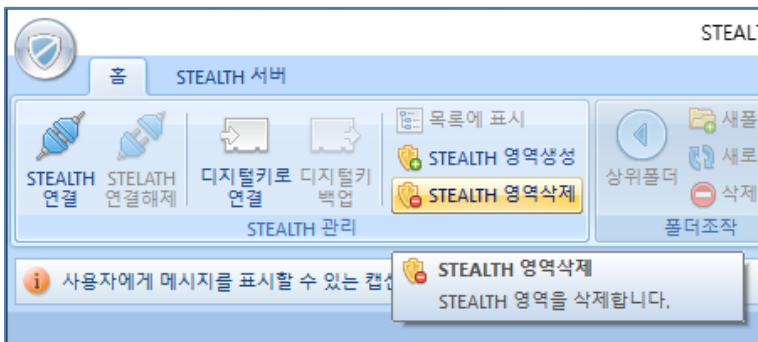 STEALT
홈 STEALTH 서버
STEALTH 연결
STELATH 연결해제
디지털키로 연결
디지털키 백업
목록에 표시
STEALTH 영역생성
STEALTH 영역삭제
STEALTH 관리
상위폴더
새폴
새로
삭제
폴더조작
사용자에게 메시지를 표시할 수 있는 캡션
STEALTH 영역삭제
STEALTH 영역을 삭제합니다.